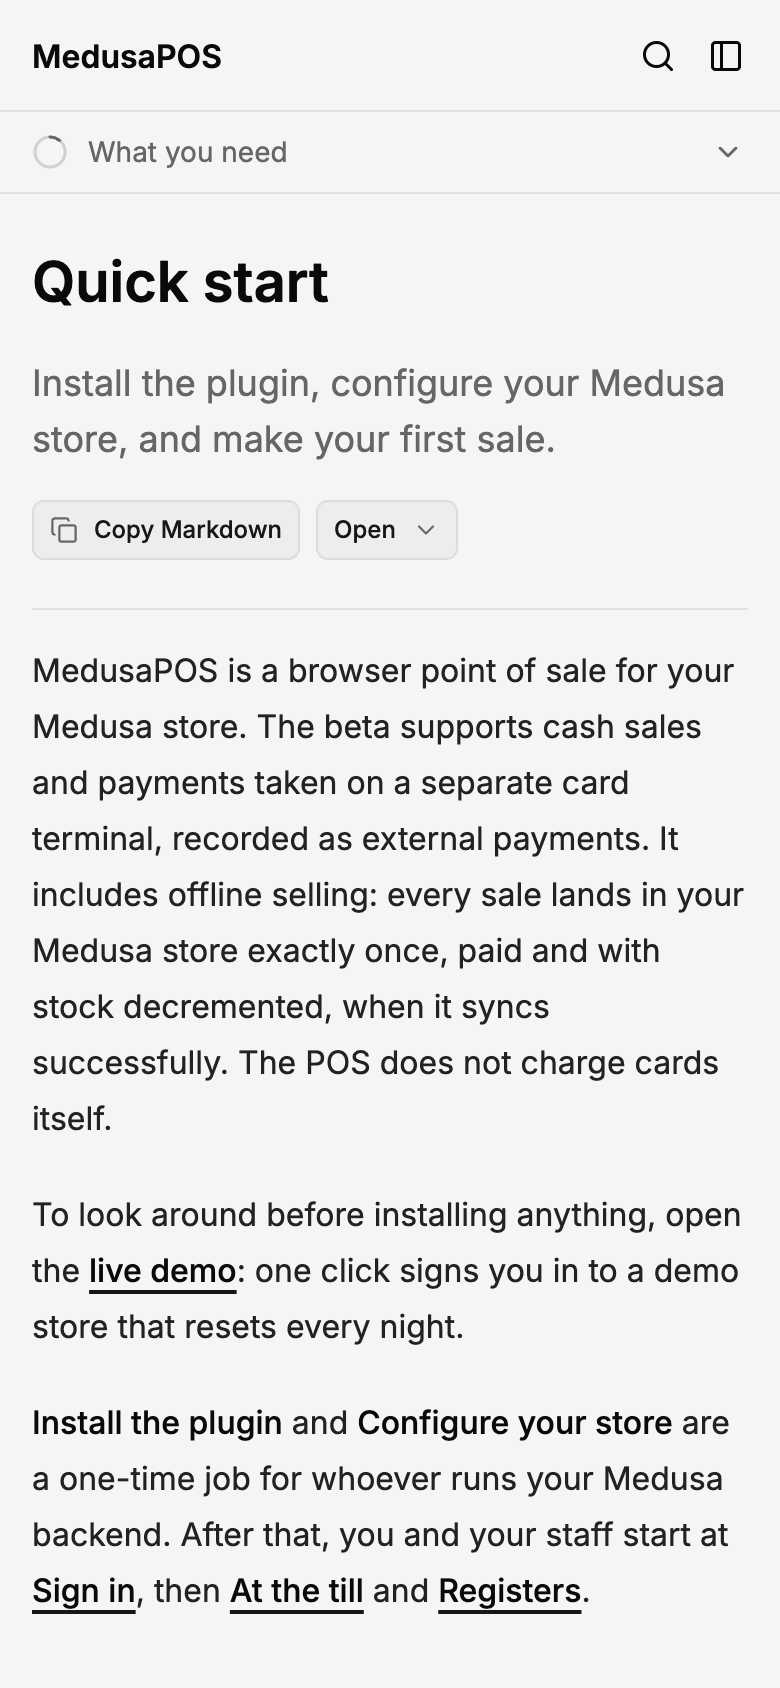 MedusaPOS
What you need
Quick start
Install the plugin, configure your Medusa
store, and make your first sale.
Copy Markdown
Open
MedusaPOS is a browser point of sale for your
Medusa store. The beta supports cash sales
and payments taken on a separate card
terminal, recorded as external payments. It
includes offline selling: every sale lands in your
Medusa store exactly once, paid and with
stock decremented, when it syncs
successfully. The POS does not charge cards
itself.
To look around before installing anything, open
the live demo: one click signs you in to a demo
store that resets every night.
Install the plugin and Configure your store are
a one-time job for whoever runs your Medusa
backend. After that, you and your staff start at
Sign in, then At the till and Registers.